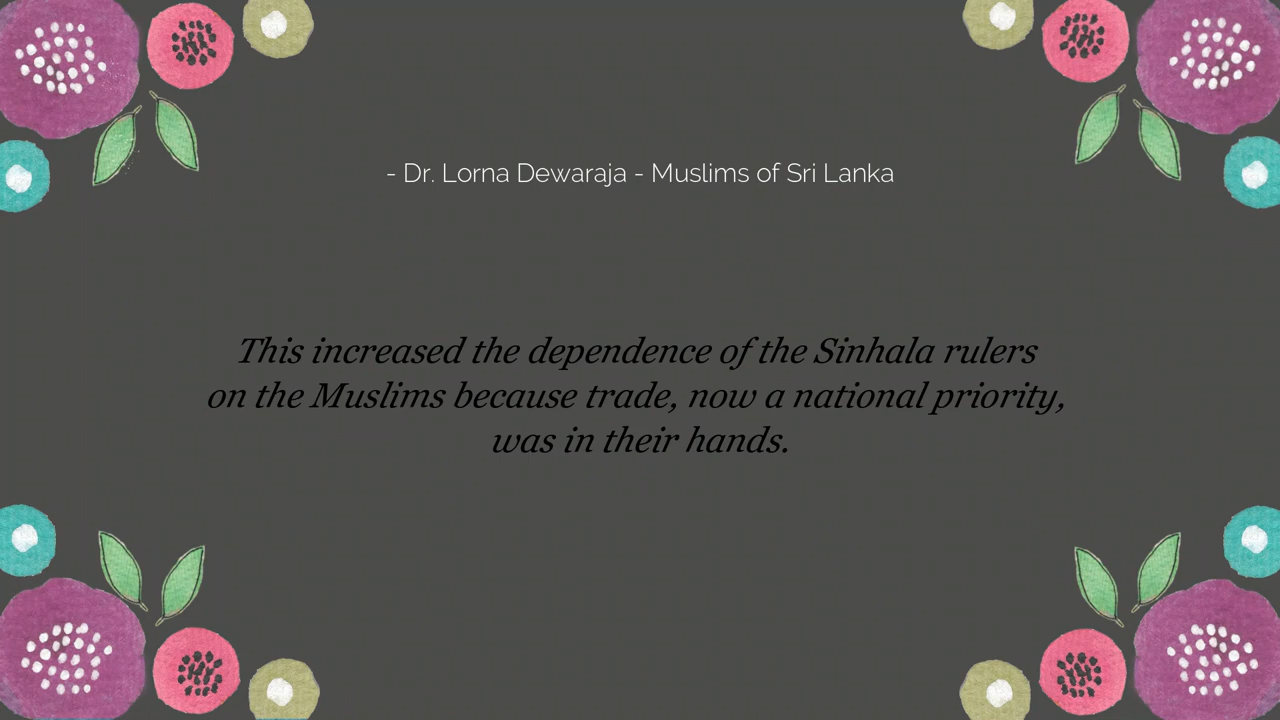 - Dr. Lorna Dewaraja - Muslims of Sri Lanka
This increased the dependence of the Sinhala rulers
on the Muslims because trade, now a national priority,
was in their hands.